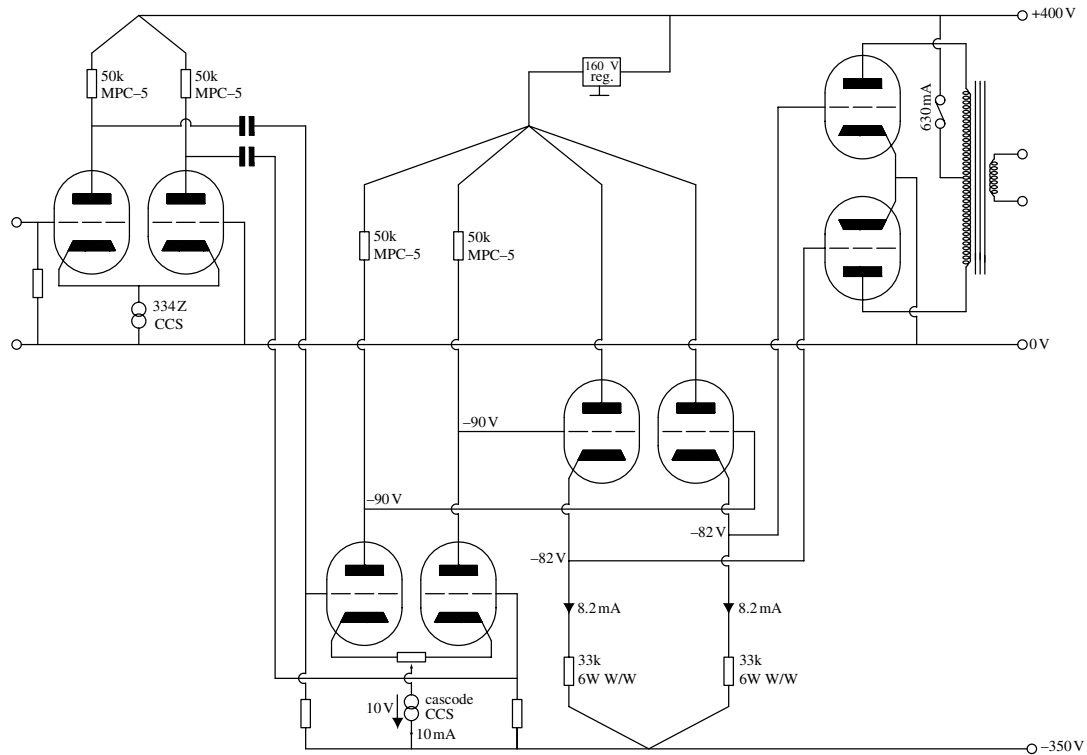 +400 V
160 V
reg.
50k
MPC–5
50k
MPC–5
630 mA
50k
MPC–5
50k
MPC–5
334Z
CCS
0 V
–90 V
–90 V
–82 V
–82 V
8.2 mA
8.2 mA
33k
6W W/W
33k
6W W/W
10 V
cascode
CCS
10 mA
–350 V